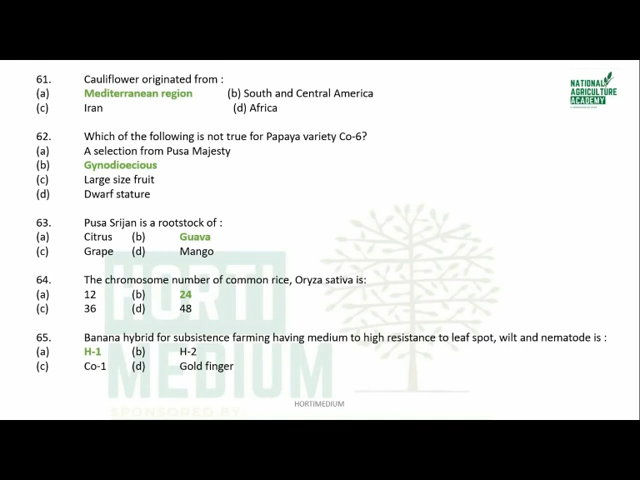 61. Cauliflower originated from :
(a) Mediterranean region (b) South and Central America
(c) Iran (d) Africa
NATIONAL
AGRICULTURE
ACADEMY
62. Which of the following is not true for Papaya variety Co-6?
(a) A selection from Pusa Majesty
(b) Gynodioecious
(c) Large size fruit
(d) Dwarf stature
63. Pusa Srijan is a rootstock of :
(a) Citrus (b) Guava
(c) Grape (d) Mango
64. The chromosome number of common rice, Oryza sativa is:
(a) 12 (b) 24
(c) 36 (d) 48
65. Banana hybrid for subsistence farming having medium to high resistance to leaf spot, wilt and nematode is :
(a) H-1 (b) H-2
(c) Co-1 (d) Gold finger
HORTI
MEDIUM
SPONSORED BY:
HORTIMEDIUM